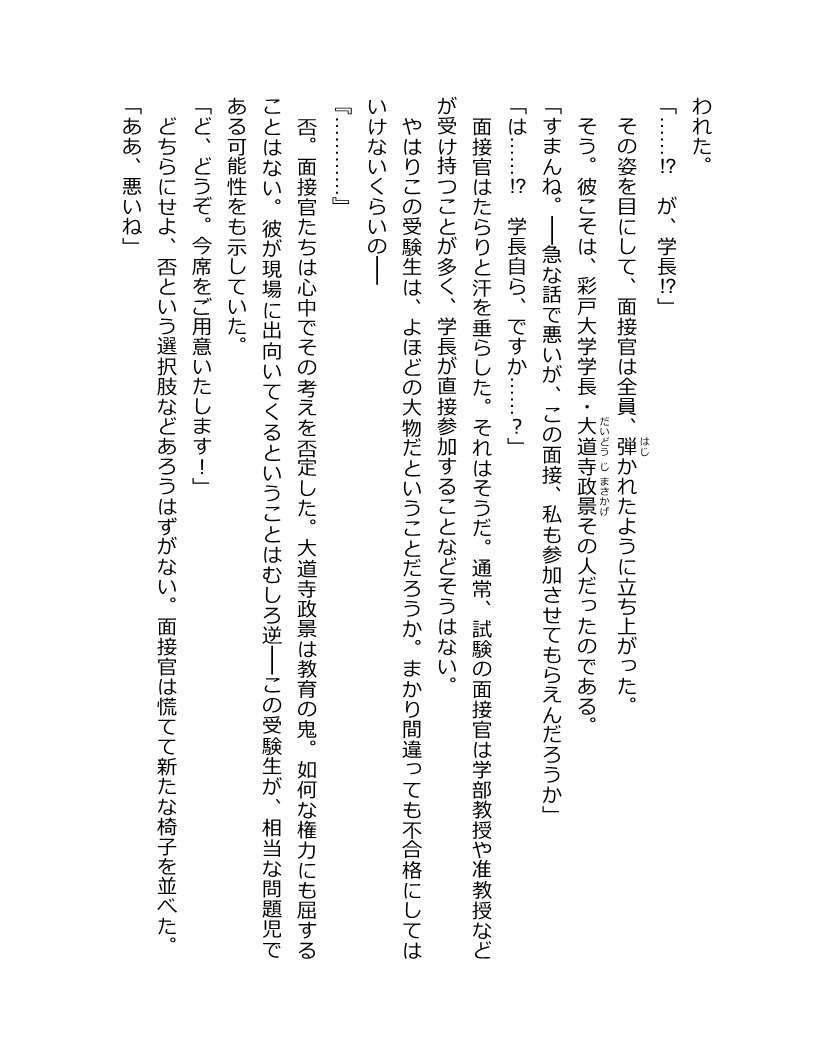 われた。
「……!?　が、学長!?」
　その姿を目にして、面接官は全員、弾かれたように立ち上がった。
はじ
　そう。彼こそは、彩戸大学学長・大道寺政景その人だったのである。
だいどうじまさかげ
「すまんね。――急な話で悪いが、この面接、私も参加させてもらえんだろうか」
「は……!?　学長自ら、ですか……？」
　面接官はたらりと汗を垂らした。それはそうだ。通常、試験の面接官は学部教授や准教授など
が受け持つことが多く、学長が直接参加することなどそうはない。
　やはりこの受験生は、よほどの大物だということだろうか。まかり間違っても不合格にしては
いけないくらいの――
『…………』
　否。面接官たちは心中でその考えを否定した。大道寺政景は教育の鬼。如何な権力にも屈する
ことはない。彼が現場に出向いてくるということはむしろ逆――この受験生が、相当な問題児で
ある可能性をも示していた。
「ど、どうぞ。今席をご用意いたします！」
　どちらにせよ、否という選択肢などあろうはずがない。面接官は慌てて新たな椅子を並べた。
「ああ、悪いね」